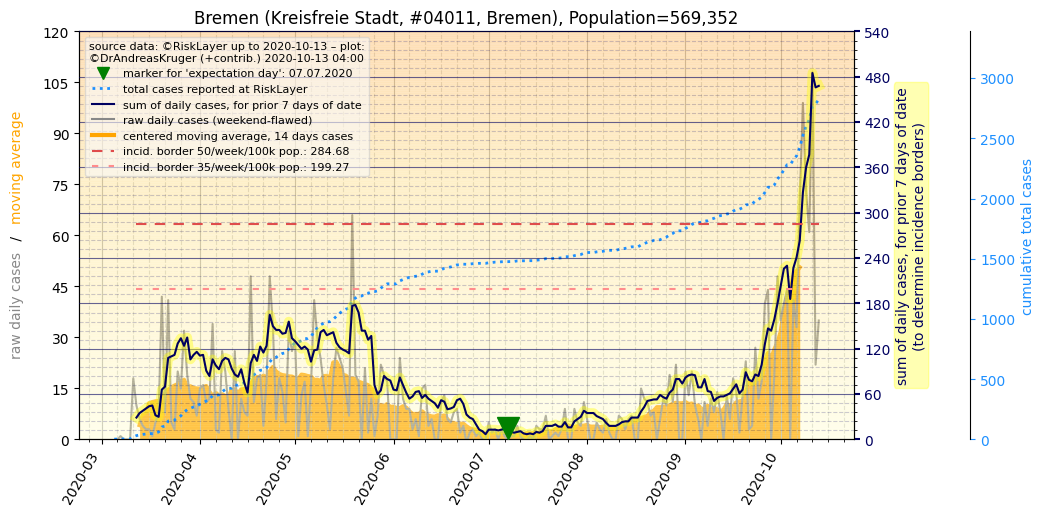 Bremen (Kreisfreie Stadt, #04011, Bremen), Population=569,352
source data: ©RiskLayer up to 2020-10-13 – plot:
©DrAndreasKruger (+contrib.) 2020-10-13 04:00
marker for 'expectation day': 07.07.2020
total cases reported at RiskLayer
sum of daily cases, for prior 7 days of date
raw daily cases (weekend-flawed)
centered moving average, 14 days cases
incid. border 50/week/100k pop.: 284.68
incid. border 35/week/100k pop.: 199.27
raw daily cases / moving average
120
105
90
75
60
45
30
15
0
540
480
420
360
300
240
180
120
60
0
sum of daily cases, for prior 7 days of date
(to determine incidence borders)
3000
2500
2000
1500
1000
500
0
cumulative total cases
2020-03
2020-04
2020-05
2020-06
2020-07
2020-08
2020-09
2020-10